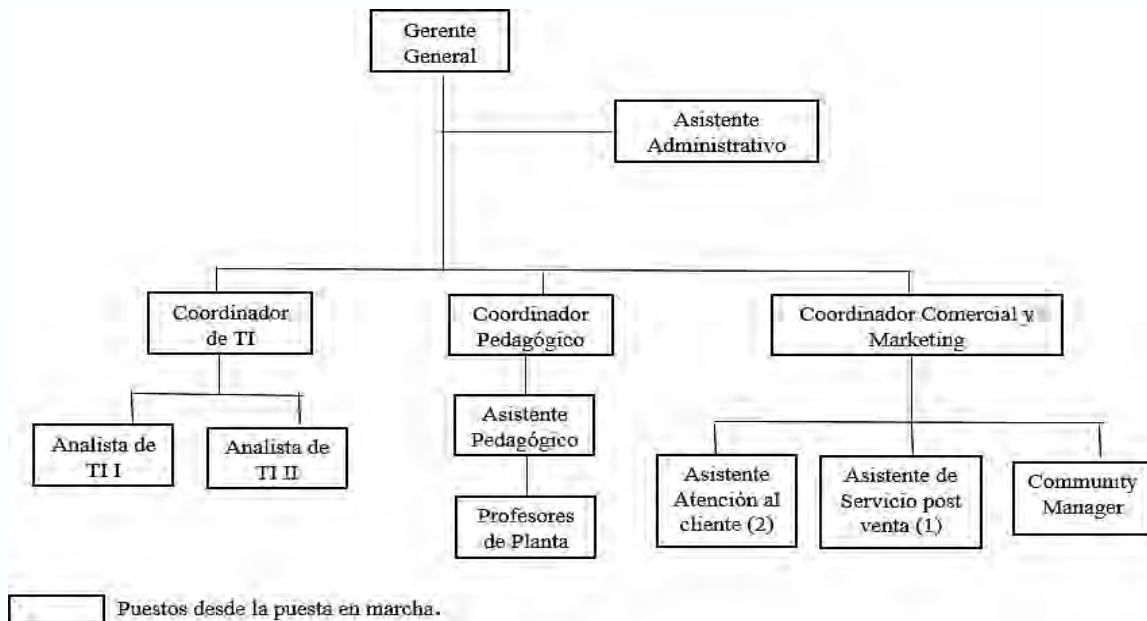 Gerente
General
Asistente
Administrativo
Coordinador
de TI
Coordinador
Pedagógico
Coordinador Comercial y
Marketing
Analista de
TI I
Analista de
TI II
Asistente
Pedagógico
Profesores
de Planta
Asistente
Atención al
cliente (2)
Asistente de
Servicio post
venta (1)
Community
Manager
Puestos desde la puesta en marcha.